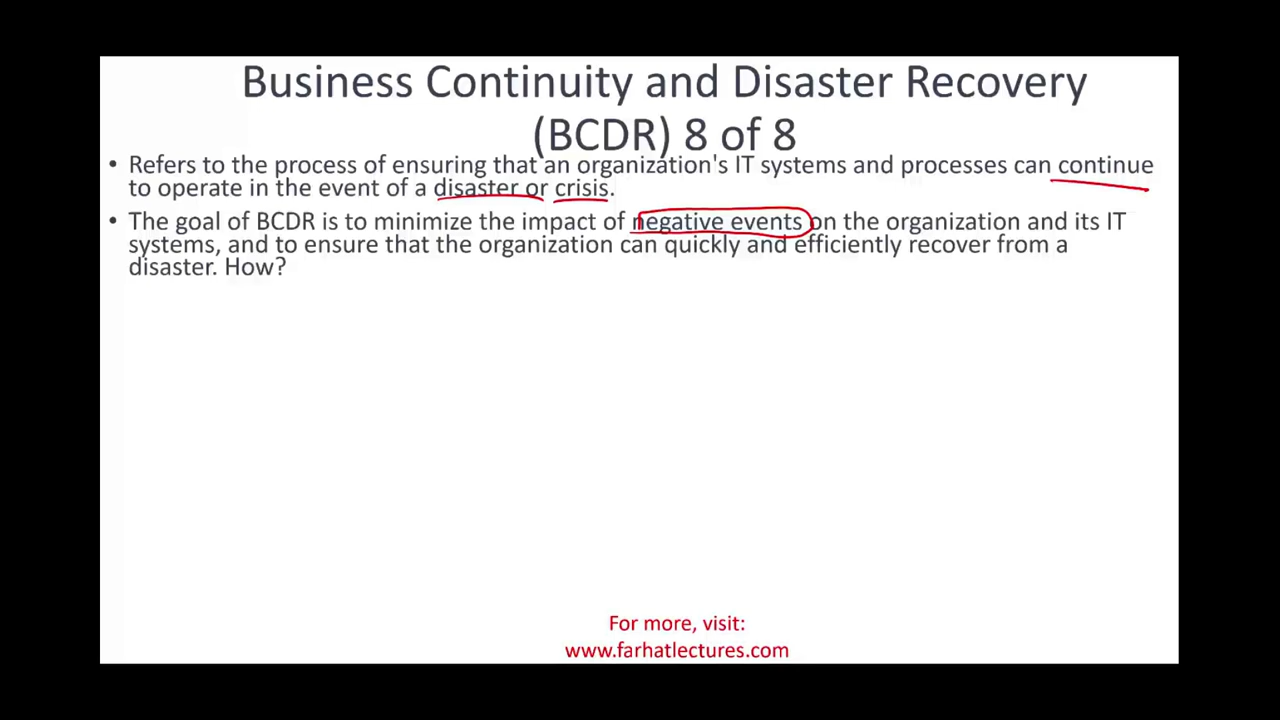 Business Continuity and Disaster Recovery
(BCDR) 8 of 8
• Refers to the process of ensuring that an organization's IT systems and processes can continue
to operate in the event of a disaster or crisis.
• The goal of BCDR is to minimize the impact of negative events on the organization and its IT
systems, and to ensure that the organization can quickly and efficiently recover from a
disaster. How?
For more, visit:
www.farhatlectures.com